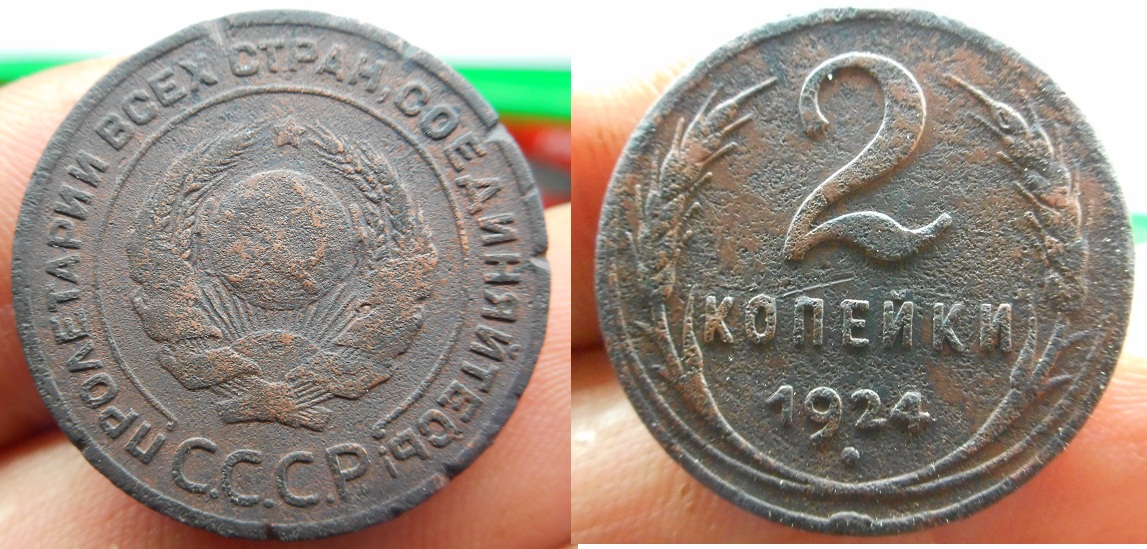 ПРОЛЕТАРИИ ВСЕХ СТРАН, СОЕДИНЯЙТЕСЬ!
С.С.С.Р.
2
КОПЕЙКИ
1924